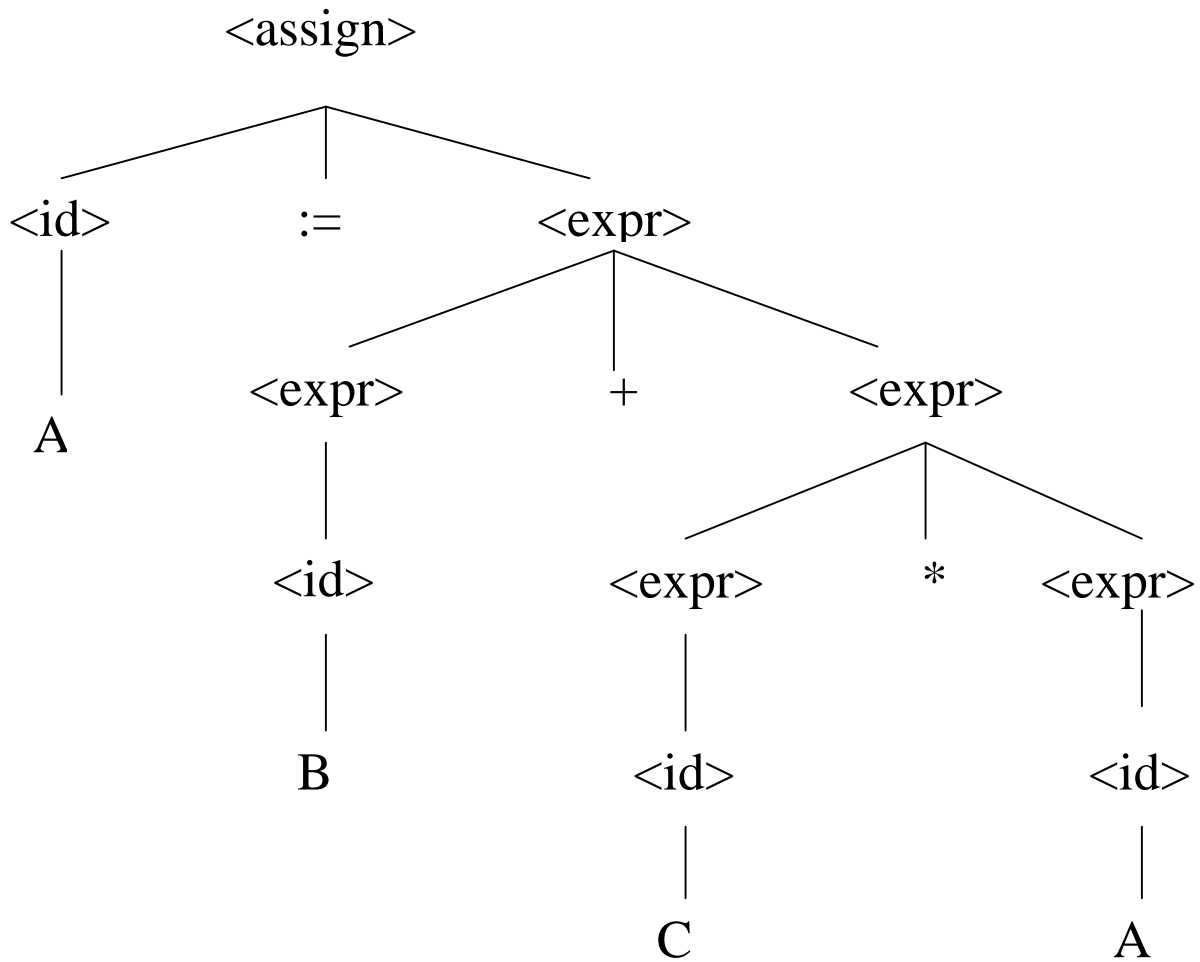 <assign>
<id> := <expr>
<expr> + <expr>
A
<id> <expr> * <expr>
B <id> <id>
C A